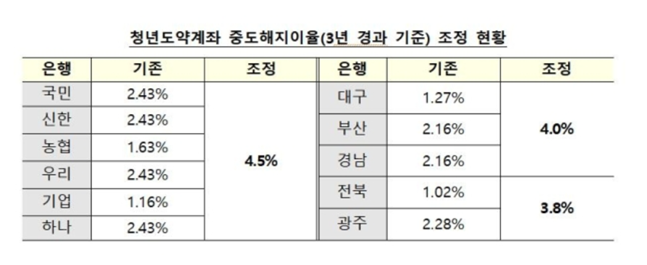 청년도약계좌 중도해지이율(3년 경과 기준) 조정 현황
은행 기존 조정 은행 기존 조정
국민 2.43%
신한 2.43%
농협 1.63%
우리 2.43%
기업 1.16%
하나 2.43%
4.5%
대구 1.27%
부산 2.16%
경남 2.16%
4.0%
전북 1.02%
광주 2.28%
3.8%